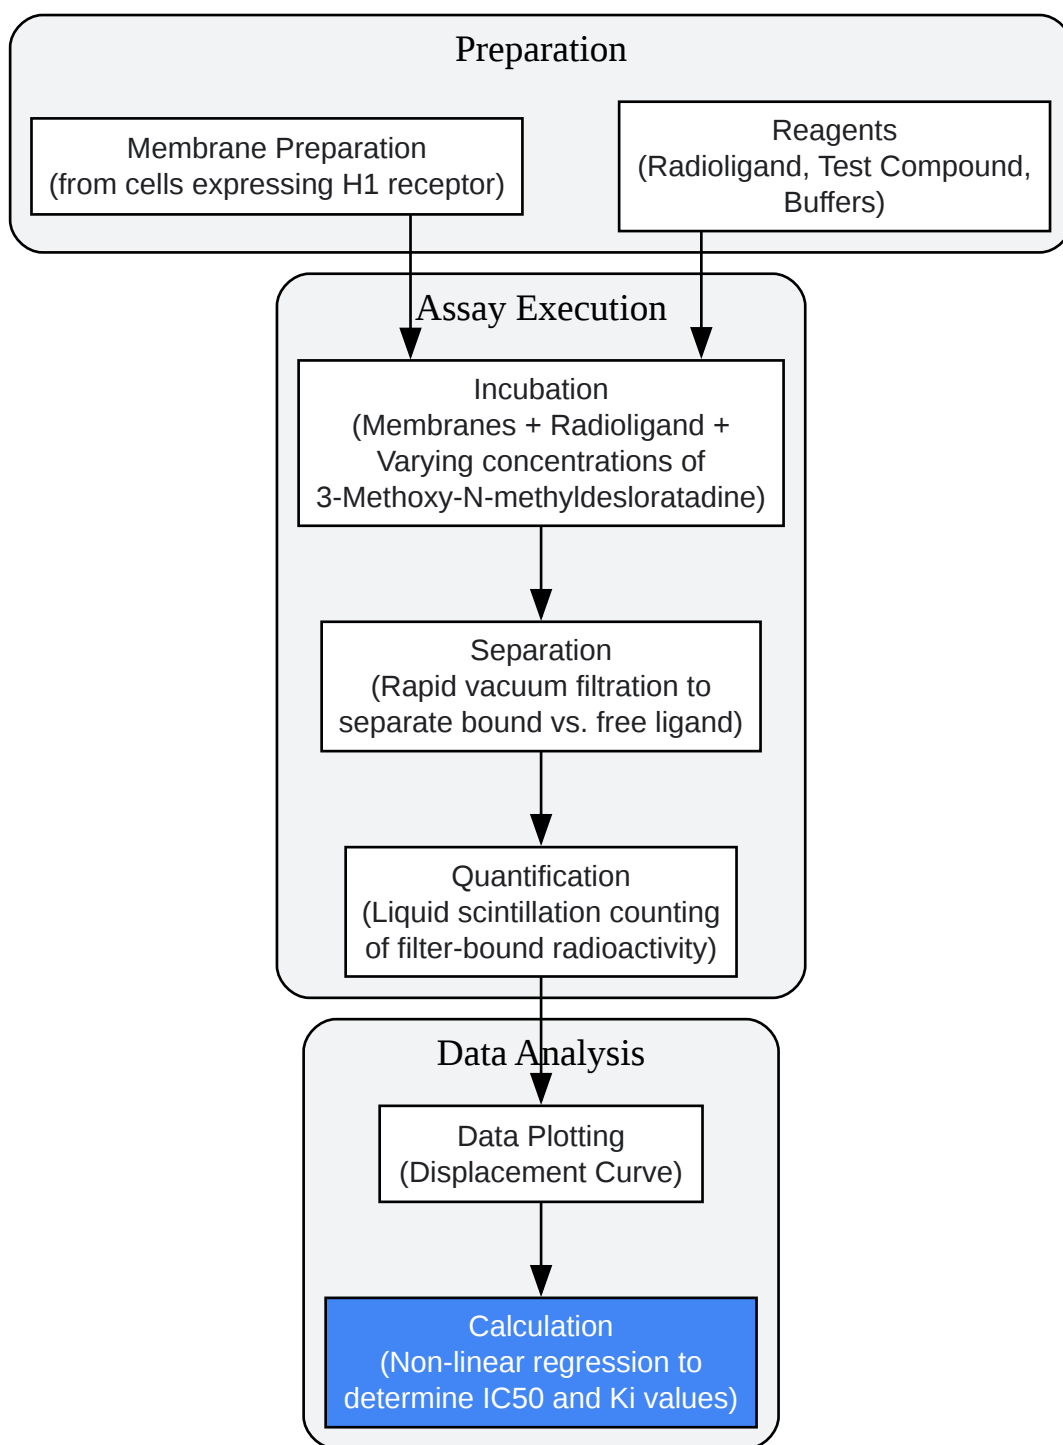 Preparation
Membrane Preparation
(from cells expressing H1 receptor)
Reagents
(Radioligand, Test Compound,
Buffers)
Assay Execution
Incubation
(Membranes + Radioligand +
Varying concentrations of
3-Methoxy-N-methyldesloratadine)
Separation
(Rapid vacuum filtration to
separate bound vs. free ligand)
Quantification
(Liquid scintillation counting
of filter-bound radioactivity)
Data Analysis
Data Plotting
(Displacement Curve)
Calculation
(Non-linear regression to
determine IC50 and Ki values)